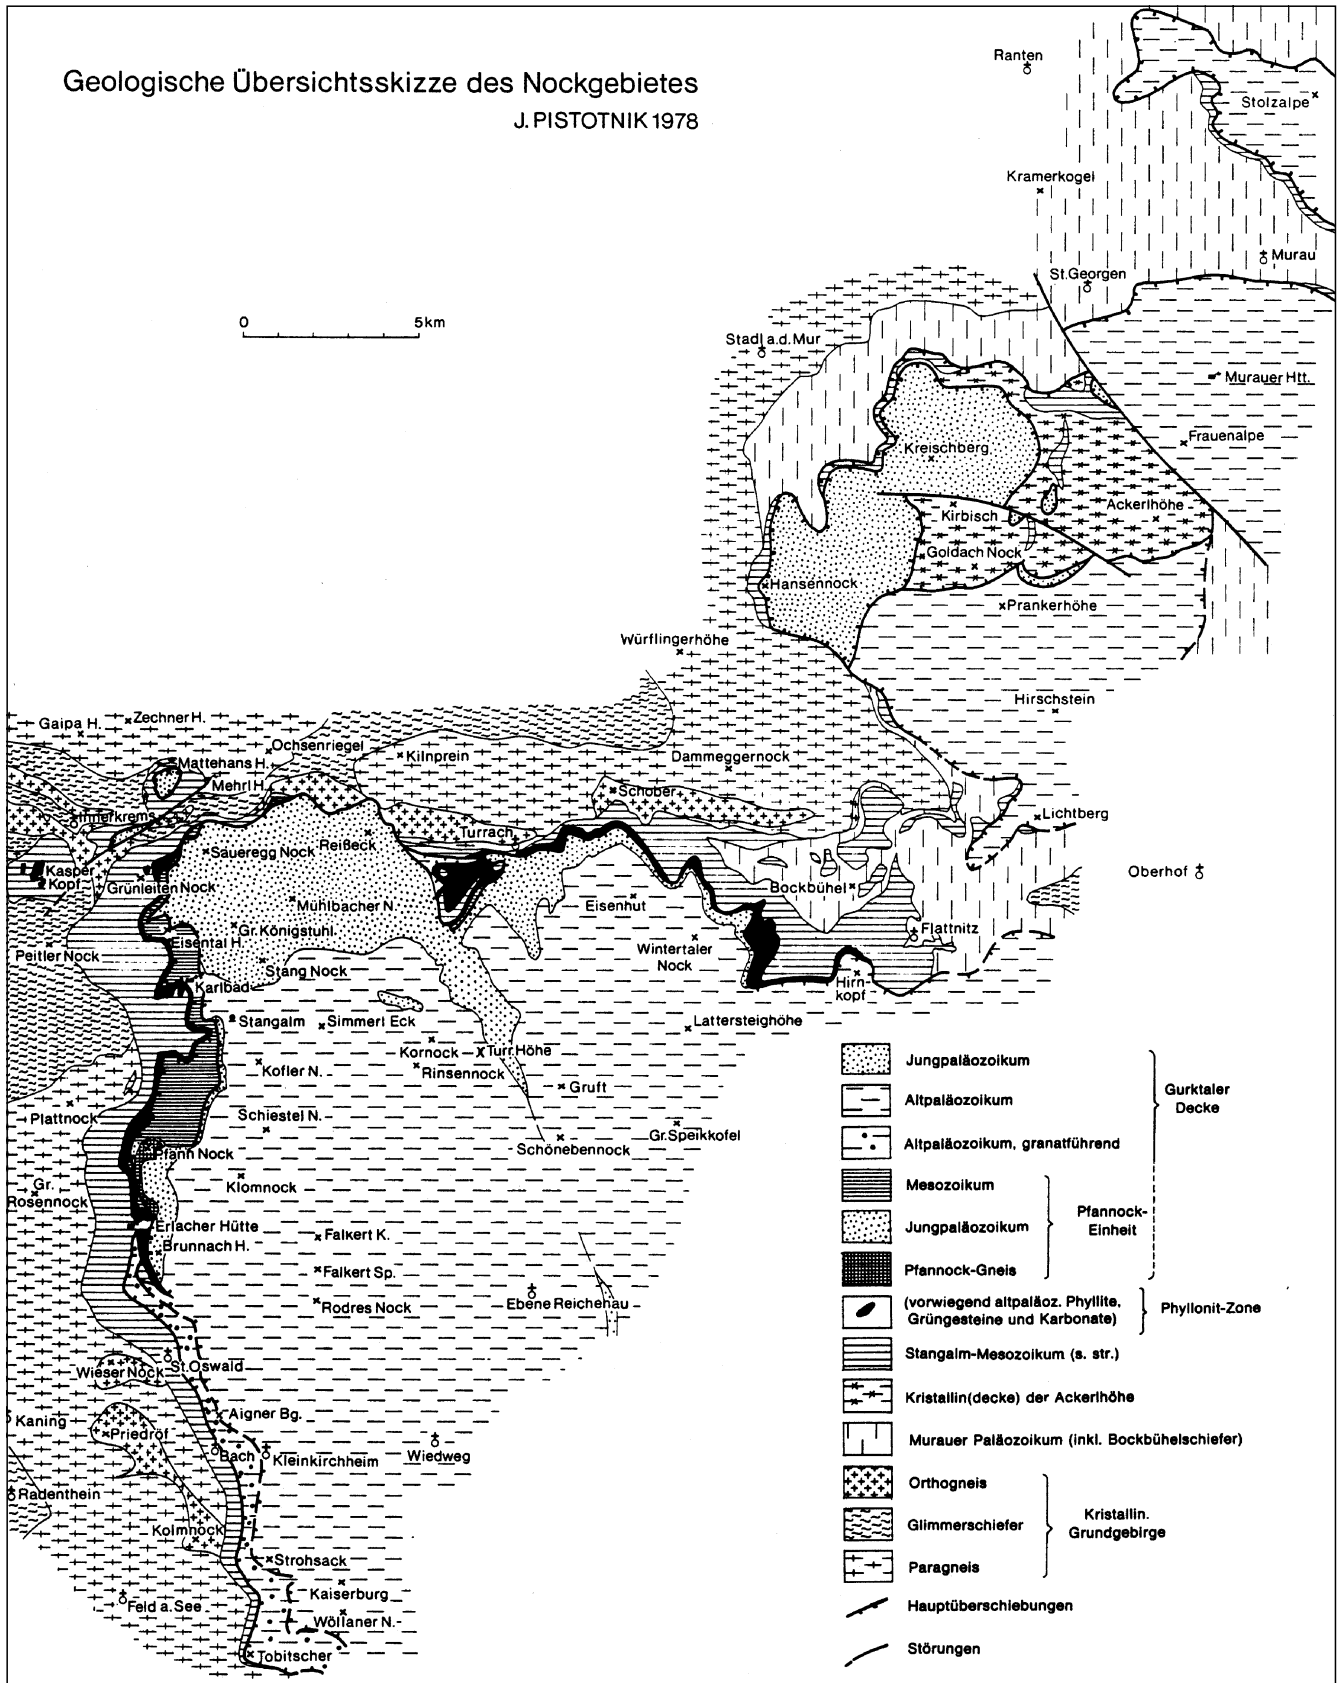 Geologische Übersichtsskizze des Nockgebietes
J. PISTOTNIK 1978
0 5km
Ranten
Stolzalpe
Kramerkogel
Murau
St.Georgen
Stadl a.d. Mur
Murauer Htt.
Frauenalpe
Kreischberg
Ackerlhöhe
Kirbisch
Goldach Nock
Hansennock
Prankerhöhe
Würflingerhöhe
Hirschstein
Gaipa H.
Zechner H.
Ochsenriegel
Kilnprein
Dammeggernock
Mattehans H.
Mehrl H.
Schober
Innerkrems
Turrach
Lichtberg
Saueregg Nock
Reißeck
Kasper
Kopf
Grünleiten Nock
Bockbühel
Oberhof
Mühlbacher N.
Eisenhut
Gr. Königstuhl
Flattnitz
Eisental H.
Wintertaler
Nock
Peitler Nock
Stang Nock
Karlbad
Hirn-
kopf
Stangalm
Simmerl Eck
Lattersteighöhe
Kornock
Turr.Höhe
Kofler N.
Rinsennock
Gruft
Plattnock
Schiestel N.
Gr.Speikkofel
Schönebennock
Pfann Nock
Gr.
Rosennock
Klomnock
Erlacher Hütte
Brunnach H.
Falkert K.
Falkert Sp.
Rodres Nock
Ebene Reichenau
St.Oswald
Wieser Nock
Kaning
Aigner Bg.
Priedröf
Bach
Kleinkirchheim
Wiedweg
Radenthein
Kolmnock
Strohsack
Kaiserburg
Feld a. See
Wöllaner N.
Tobitscher
Jungpaläozoikum
Altpaläozoikum
Gurktaler
Decke
Altpaläozoikum, granatführend
Mesozoikum
Jungpaläozoikum
Pfannock-
Einheit
Pfannock-Gneis
(vorwiegend altpaläoz. Phyllite,
Grüngesteine und Karbonate)
Phyllonit-Zone
Stangalm-Mesozoikum (s. str.)
Kristallin(decke) der Ackerlhöhe
Murauer Paläozoikum (inkl. Bockbühelschiefer)
Orthogneis
Glimmerschiefer
Kristallin.
Grundgebirge
Paragneis
Hauptüberschiebungen
Störungen